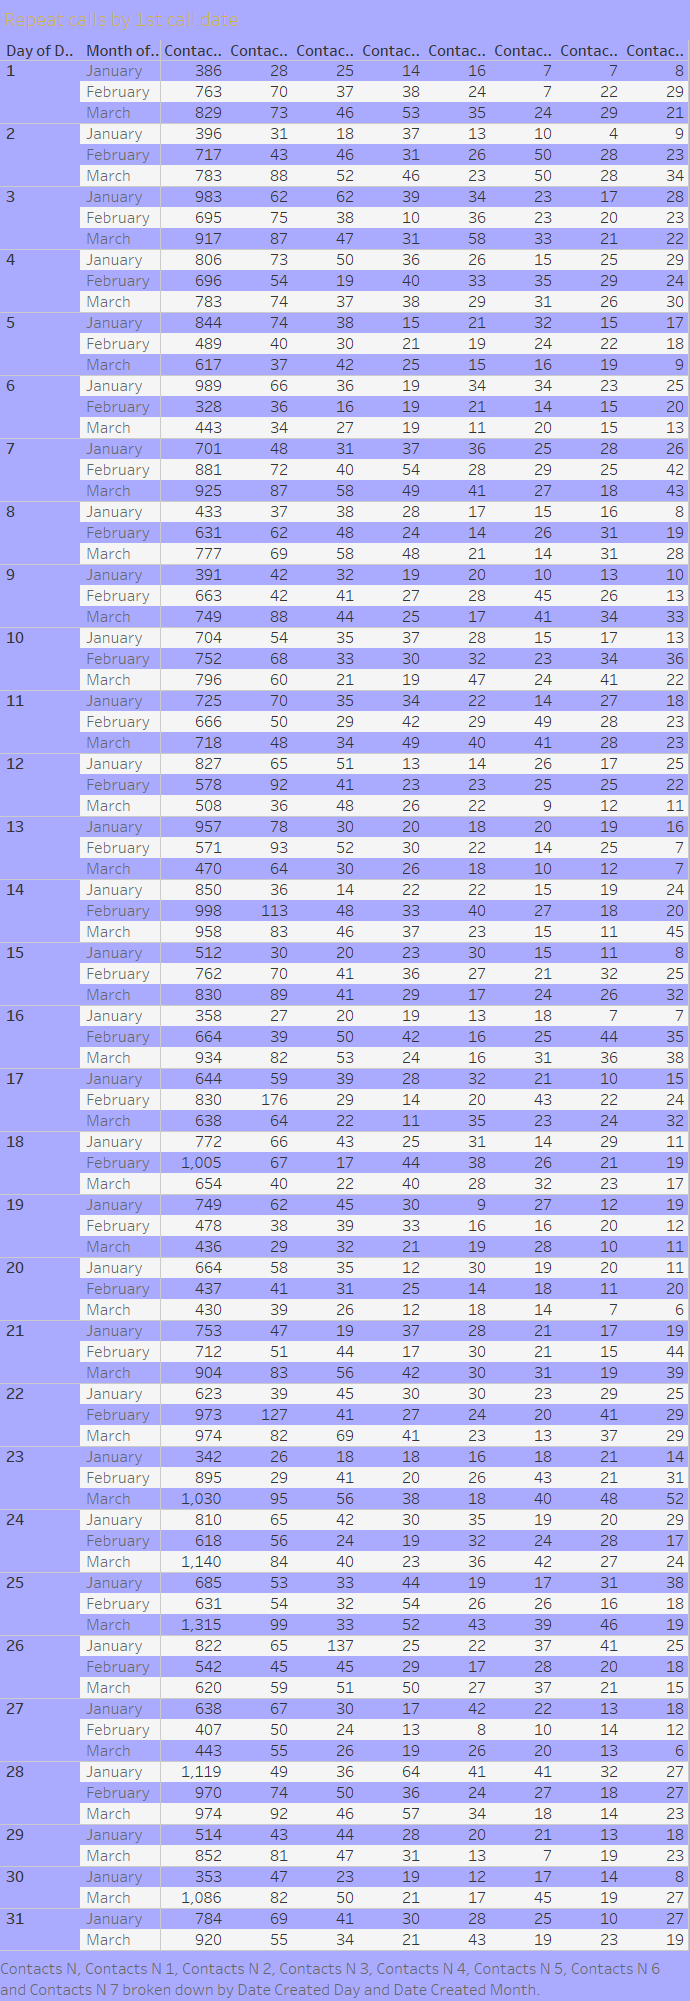 Repeat calls by 1st call date
Day of D.. Month of.. Contac.. Contac.. Contac.. Contac.. Contac.. Contac.. Contac.. Contac..
1 January 386 28 25 14 16 7 7 8
February 763 70 37 38 24 7 22 29
March 829 73 46 53 35 24 29 21
2 January 396 31 18 37 13 10 4 9
February 717 43 46 31 26 50 28 23
March 783 88 52 46 23 50 28 34
3 January 983 62 62 39 34 23 17 28
February 695 75 38 10 36 23 20 23
March 917 87 47 31 58 33 21 22
4 January 806 73 50 36 26 15 25 29
February 696 54 19 40 33 35 29 24
March 783 74 37 38 29 31 26 30
5 January 844 74 38 15 21 32 15 17
February 489 40 30 21 19 24 22 18
March 617 37 42 25 15 16 19 9
6 January 989 66 36 19 34 34 23 25
February 328 36 16 19 21 14 15 20
March 443 34 27 19 11 20 15 13
7 January 701 48 31 37 36 25 28 26
February 881 72 40 54 28 29 25 42
March 925 87 58 49 41 27 18 43
8 January 433 37 38 28 17 15 16 8
February 631 62 48 24 14 26 31 19
March 777 69 58 48 21 14 31 28
9 January 391 42 32 19 20 10 13 10
February 663 42 41 27 28 45 26 13
March 749 88 44 25 17 41 34 33
10 January 704 54 35 37 28 15 17 13
February 752 68 33 30 32 23 34 36
March 796 60 21 19 47 24 41 22
11 January 725 70 35 34 22 14 27 18
February 666 50 29 42 29 49 28 23
March 718 48 34 49 40 41 28 23
12 January 827 65 51 13 14 26 17 25
February 578 92 41 23 23 25 25 22
March 508 36 48 26 22 9 12 11
13 January 957 78 30 20 18 20 19 16
February 571 93 52 30 22 14 25 7
March 470 64 30 26 18 10 12 7
14 January 850 36 14 22 22 15 19 24
February 998 113 48 33 40 27 18 20
March 958 83 46 37 23 15 11 45
15 January 512 30 20 23 30 15 11 8
February 762 70 41 36 27 21 32 25
March 830 89 41 29 17 24 26 32
16 January 358 27 20 19 13 18 7 7
February 664 39 50 42 16 25 44 35
March 934 82 53 24 16 31 36 38
17 January 644 59 39 28 32 21 10 15
February 830 176 29 14 20 43 22 24
March 638 64 22 11 35 23 24 32
18 January 772 66 43 25 31 14 29 11
February 1,005 67 17 44 38 26 21 19
March 654 40 22 40 28 32 23 17
19 January 749 62 45 30 9 27 12 19
February 478 38 39 33 16 16 20 12
March 436 29 32 21 19 28 10 11
20 January 664 58 35 12 30 19 20 11
February 437 41 31 25 14 18 11 20
March 430 39 26 12 18 14 7 6
21 January 753 47 19 37 28 21 17 19
February 712 51 44 17 30 21 15 44
March 904 83 56 42 30 31 19 39
22 January 623 39 45 30 30 23 29 25
February 973 127 41 27 24 20 41 29
March 974 82 69 41 23 13 37 29
23 January 342 26 18 18 16 18 21 14
February 895 29 41 20 26 43 21 31
March 1,030 95 56 38 18 40 48 52
24 January 810 65 42 30 35 19 20 29
February 618 56 24 19 32 24 28 17
March 1,140 84 40 23 36 42 27 24
25 January 685 53 33 44 19 17 31 38
February 631 54 32 54 26 26 16 18
March 1,315 99 33 52 43 39 46 19
26 January 822 65 137 25 22 37 41 25
February 542 45 45 29 17 28 20 18
March 620 59 51 50 27 37 21 15
27 January 638 67 30 17 42 22 13 18
February 407 50 24 13 8 10 14 12
March 443 55 26 19 26 20 13 6
28 January 1,119 49 36 64 41 41 32 27
February 970 74 50 36 24 27 18 27
March 974 92 46 57 34 18 14 23
29 January 514 43 44 28 20 21 13 18
March 852 81 47 31 13 7 19 23
30 January 353 47 23 19 12 17 14 8
March 1,086 82 50 21 17 45 19 27
31 January 784 69 41 30 28 25 10 27
March 920 55 34 21 43 19 23 19
Contacts N, Contacts N 1, Contacts N 2, Contacts N 3, Contacts N 4, Contacts N 5, Contacts N 6
and Contacts N 7 broken down by Date Created Day and Date Created Month.